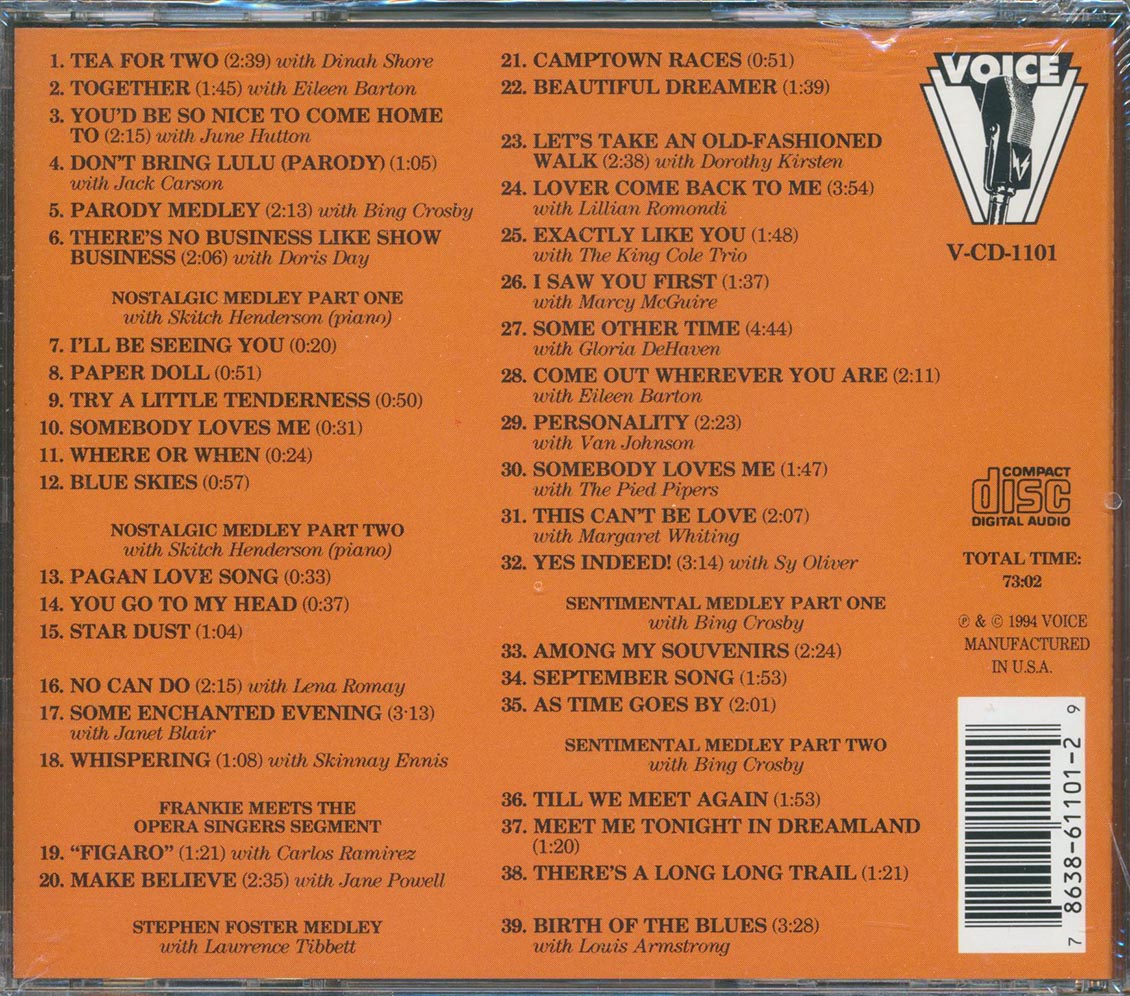 1. TEA FOR TWO (2:39) with Dinah Shore
2. TOGETHER (1:45) with Eileen Barton
3. YOU'D BE SO NICE TO COME HOME
TO (2:15) with June Hutton
4. DON'T BRING LULU (PARODY) (1:05)
with Jack Carson
5. PARODY MEDLEY (2:13) with Bing Crosby
6. THERE'S NO BUSINESS LIKE SHOW
BUSINESS (2:06) with Doris Day
NOSTALGIC MEDLEY PART ONE
with Skitch Henderson (piano)
7. I'LL BE SEEING YOU (0:20)
8. PAPER DOLL (0:51)
9. TRY A LITTLE TENDERNESS (0:50)
10. SOMEBODY LOVES ME (0:31)
11. WHERE OR WHEN (0:24)
12. BLUE SKIES (0:57)
NOSTALGIC MEDLEY PART TWO
with Skitch Henderson (piano)
13. PAGAN LOVE SONG (0:33)
14. YOU GO TO MY HEAD (0:37)
15. STAR DUST (1:04)
16. NO CAN DO (2:15) with Lena Romay
17. SOME ENCHANTED EVENING (3:13)
with Janet Blair
18. WHISPERING (1:08) with Skinnay Ennis
FRANKIE MEETS THE
OPERA SINGERS SEGMENT
19. "FIGARO" (1:21) with Carlos Ramirez
20. MAKE BELIEVE (2:35) with Jane Powell
STEPHEN FOSTER MEDLEY
with Lawrence Tibbett
21. CAMPTOWN RACES (0:51)
22. BEAUTIFUL DREAMER (1:39)
23. LET'S TAKE AN OLD-FASHIONED
WALK (2:38) with Dorothy Kirsten
24. LOVER COME BACK TO ME (3:54)
with Lillian Romondi
25. EXACTLY LIKE YOU (1:48)
with The King Cole Trio
26. I SAW YOU FIRST (1:37)
with Marcy McGuire
27. SOME OTHER TIME (4:44)
with Gloria DeHaven
28. COME OUT WHEREVER YOU ARE (2:11)
with Eileen Barton
29. PERSONALITY (2:23)
with Van Johnson
30. SOMEBODY LOVES ME (1:47)
with The Pied Pipers
31. THIS CAN'T BE LOVE (2:07)
with Margaret Whiting
32. YES INDEED! (3:14) with Sy Oliver
SENTIMENTAL MEDLEY PART ONE
with Bing Crosby
33. AMONG MY SOUVENIRS (2:24)
34. SEPTEMBER SONG (1:53)
35. AS TIME GOES BY (2:01)
SENTIMENTAL MEDLEY PART TWO
with Bing Crosby
36. TILL WE MEET AGAIN (1:53)
37. MEET ME TONIGHT IN DREAMLAND
(1:20)
38. THERE'S A LONG LONG TRAIL (1:21)
39. BIRTH OF THE BLUES (3:28)
with Louis Armstrong
VOICE
V-CD-1101
COMPACT
disc
DIGITAL AUDIO
TOTAL TIME:
73:02
℗ & © 1994 VOICE
MANUFACTURED
IN U.S.A.
7 8638-61101-2 9